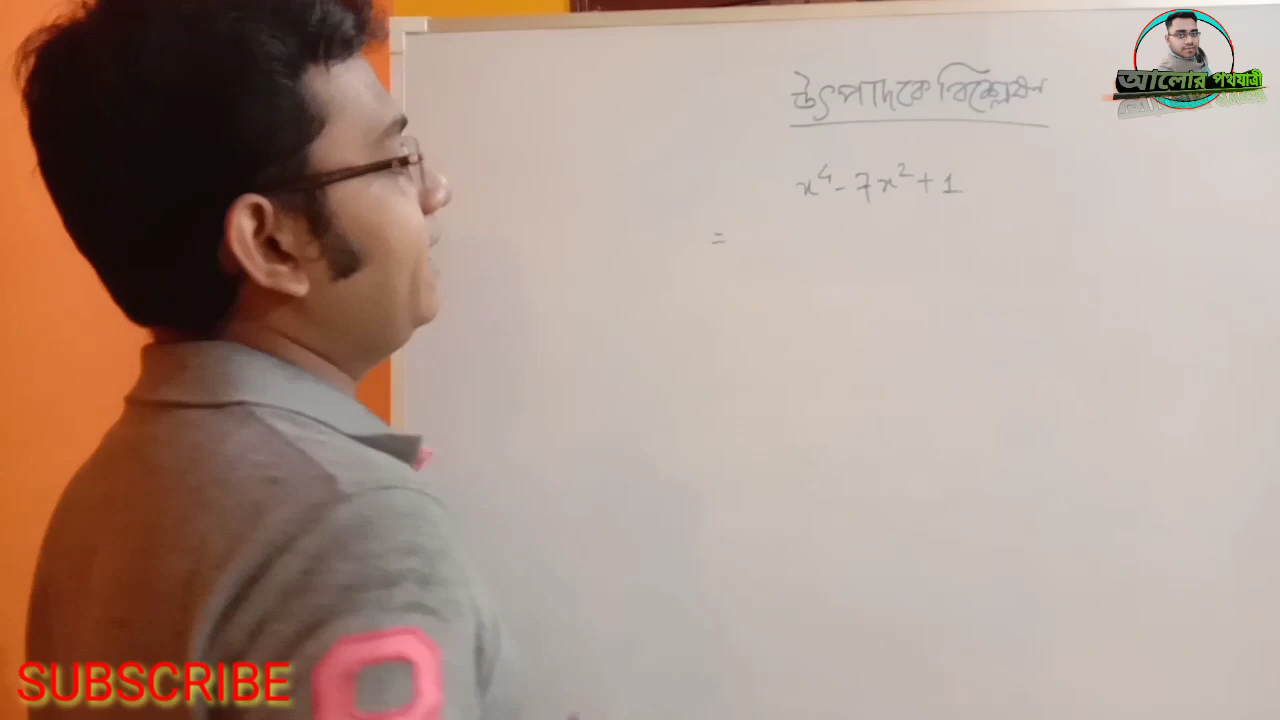 আলোর পথযাত্রী
উৎপাদকে বিশ্লেষণ
x⁴ - 7x² + 1
=
SUBSCRIBE